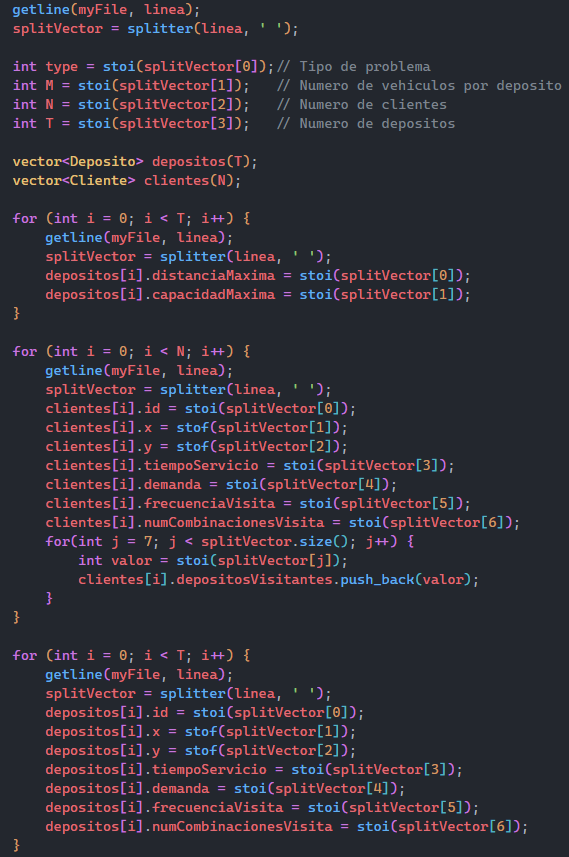 getline(myFile, linea);
splitVector = splitter(linea, ' ');
int type = stoi(splitVector[0]);// Tipo de problema
int M = stoi(splitVector[1]);   // Numero de vehiculos por deposito
int N = stoi(splitVector[2]);   // Numero de clientes
int T = stoi(splitVector[3]);   // Numero de depositos
vector<Deposito> depositos(T);
vector<Cliente> clientes(N);
for (int i = 0; i < T; i++) {
    getline(myFile, linea);
    splitVector = splitter(linea, ' ');
    depositos[i].distanciaMaxima = stoi(splitVector[0]);
    depositos[i].capacidadMaxima = stoi(splitVector[1]);
}
for (int i = 0; i < N; i++) {
    getline(myFile, linea);
    splitVector = splitter(linea, ' ');
    clientes[i].id = stoi(splitVector[0]);
    clientes[i].x = stof(splitVector[1]);
    clientes[i].y = stof(splitVector[2]);
    clientes[i].tiempoServicio = stoi(splitVector[3]);
    clientes[i].demanda = stoi(splitVector[4]);
    clientes[i].frecuenciaVisita = stoi(splitVector[5]);
    clientes[i].numCombinacionesVisita = stoi(splitVector[6]);
    for(int j = 7; j < splitVector.size(); j++) {
        int valor = stoi(splitVector[j]);
        clientes[i].depositosVisitantes.push_back(valor);
    }
}
for (int i = 0; i < T; i++) {
    getline(myFile, linea);
    splitVector = splitter(linea, ' ');
    depositos[i].id = stoi(splitVector[0]);
    depositos[i].x = stof(splitVector[1]);
    depositos[i].y = stof(splitVector[2]);
    depositos[i].tiempoServicio = stoi(splitVector[3]);
    depositos[i].demanda = stoi(splitVector[4]);
    depositos[i].frecuenciaVisita = stoi(splitVector[5]);
    depositos[i].numCombinacionesVisita = stoi(splitVector[6]);
}